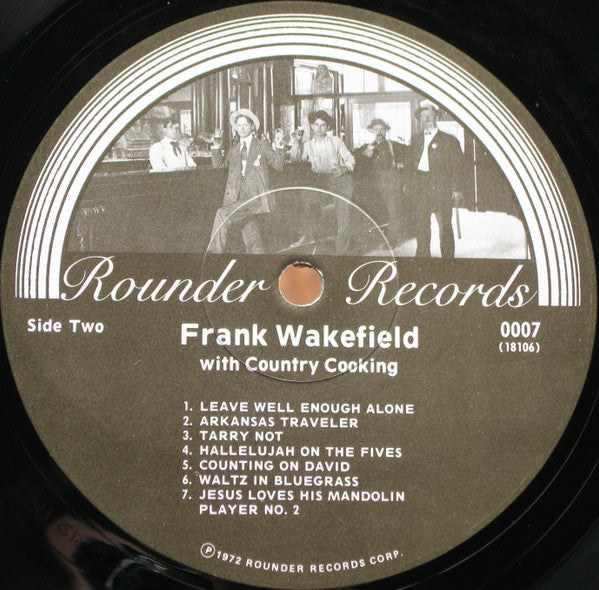 Rounder Records
Side Two
Frank Wakefield
with Country Cooking
0007
(18106)
1. LEAVE WELL ENOUGH ALONE
2. ARKANSAS TRAVELER
3. TARRY NOT
4. HALLELUJAH ON THE FIVES
5. COUNTING ON DAVID
6. WALTZ IN BLUEGRASS
7. JESUS LOVES HIS MANDOLIN
PLAYER NO. 2
Ⓟ1972 ROUNDER RECORDS CORP.